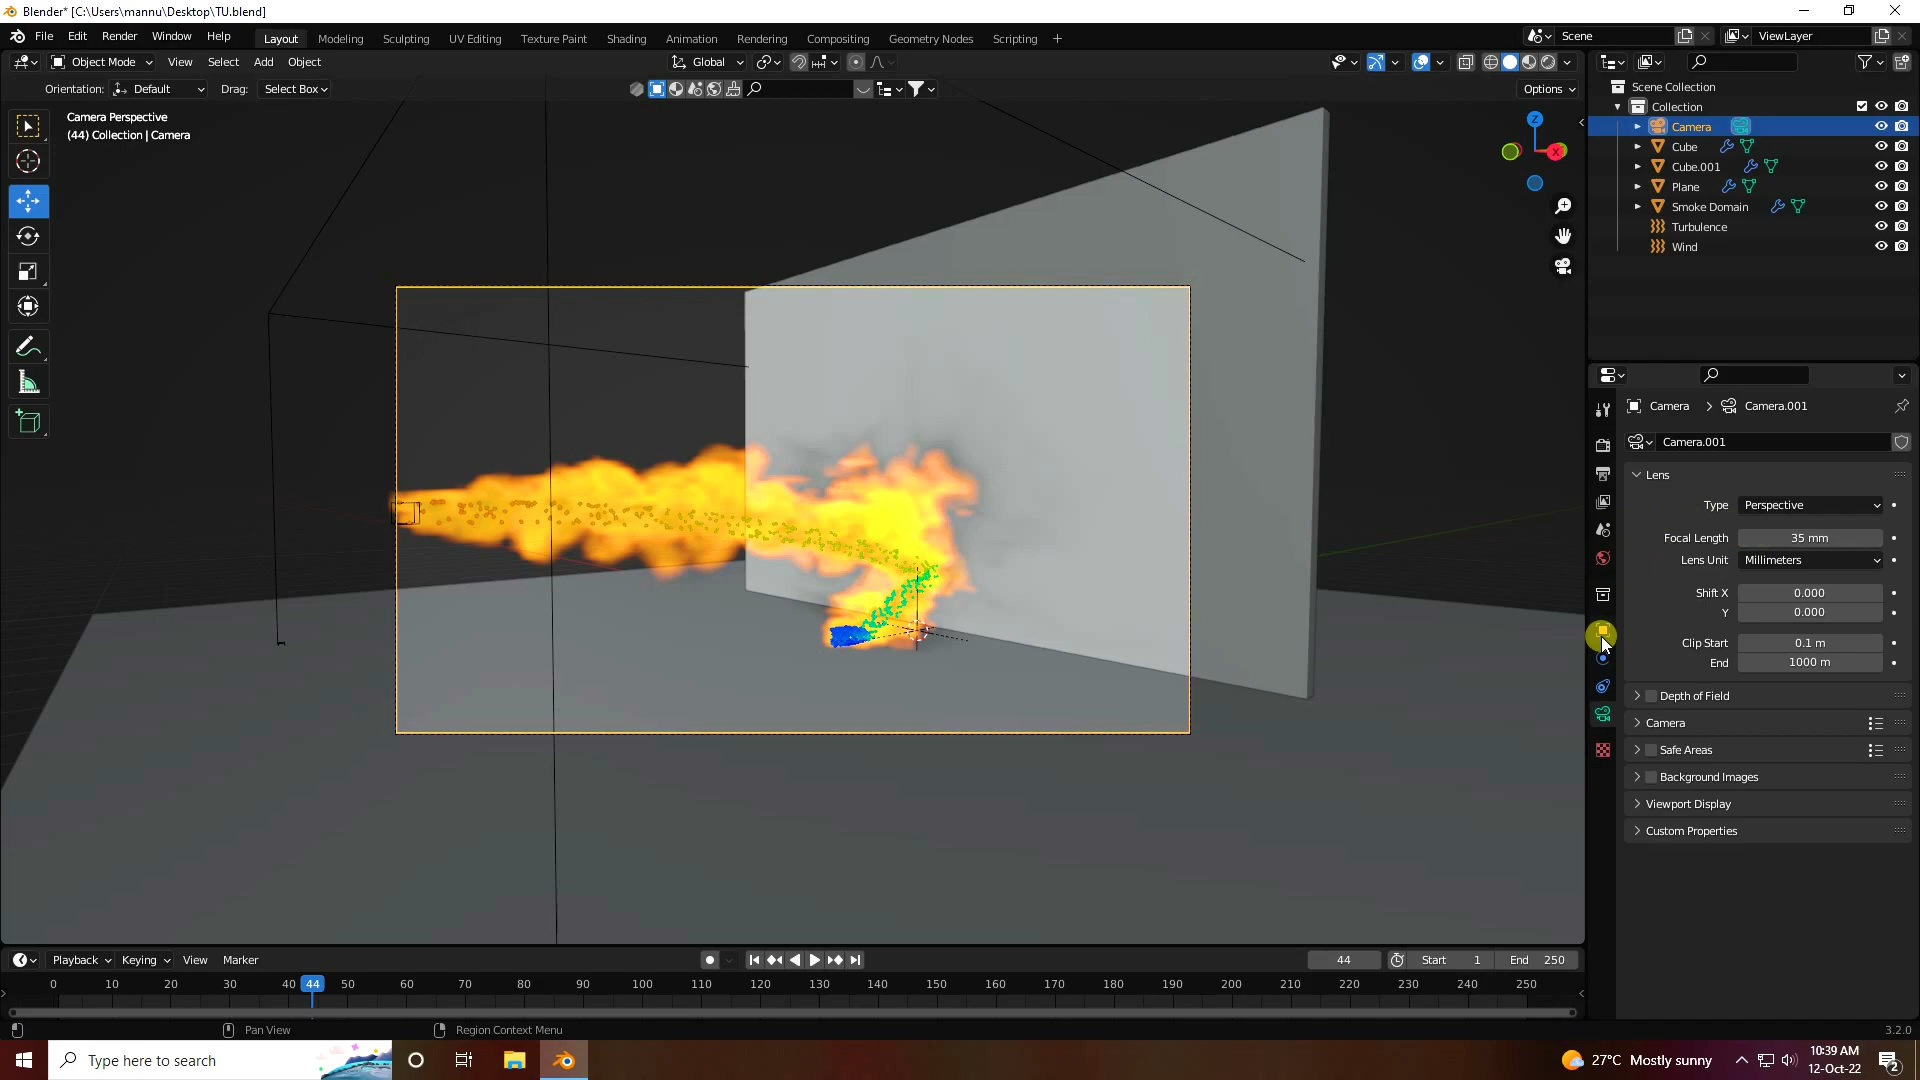 Blender* [C:\Users\mannu\Desktop\TU.blend]
File Edit Render Window Help Layout Modeling Sculpting UV Editing Texture Paint Shading Animation Rendering Compositing Geometry Nodes Scripting + Scene ViewLayer
Object Mode View Select Add Object Global
Orientation: Default Drag: Select Box Options
Camera Perspective
(44) Collection | Camera
Z
X
Scene Collection
Collection
Camera
Cube
Cube.001
Plane
Smoke Domain
Turbulence
Wind
Camera > Camera.001
Camera.001
Lens
Type Perspective
Focal Length 35 mm
Lens Unit Millimeters
Shift X 0.000
Y 0.000
Clip Start 0.1 m
End 1000 m
Depth of Field
Camera
Safe Areas
Background Images
Viewport Display
Custom Properties
Playback Keying View Marker 44 Start 1 End 250
0 10 20 30 40 44 50 60 70 80 90 100 110 120 130 140 150 160 170 180 190 200 210 220 230 240 250
Pan View Region Context Menu 3.2.0
Type here to search
27°C Mostly sunny
10:39 AM
12-Oct-22
2